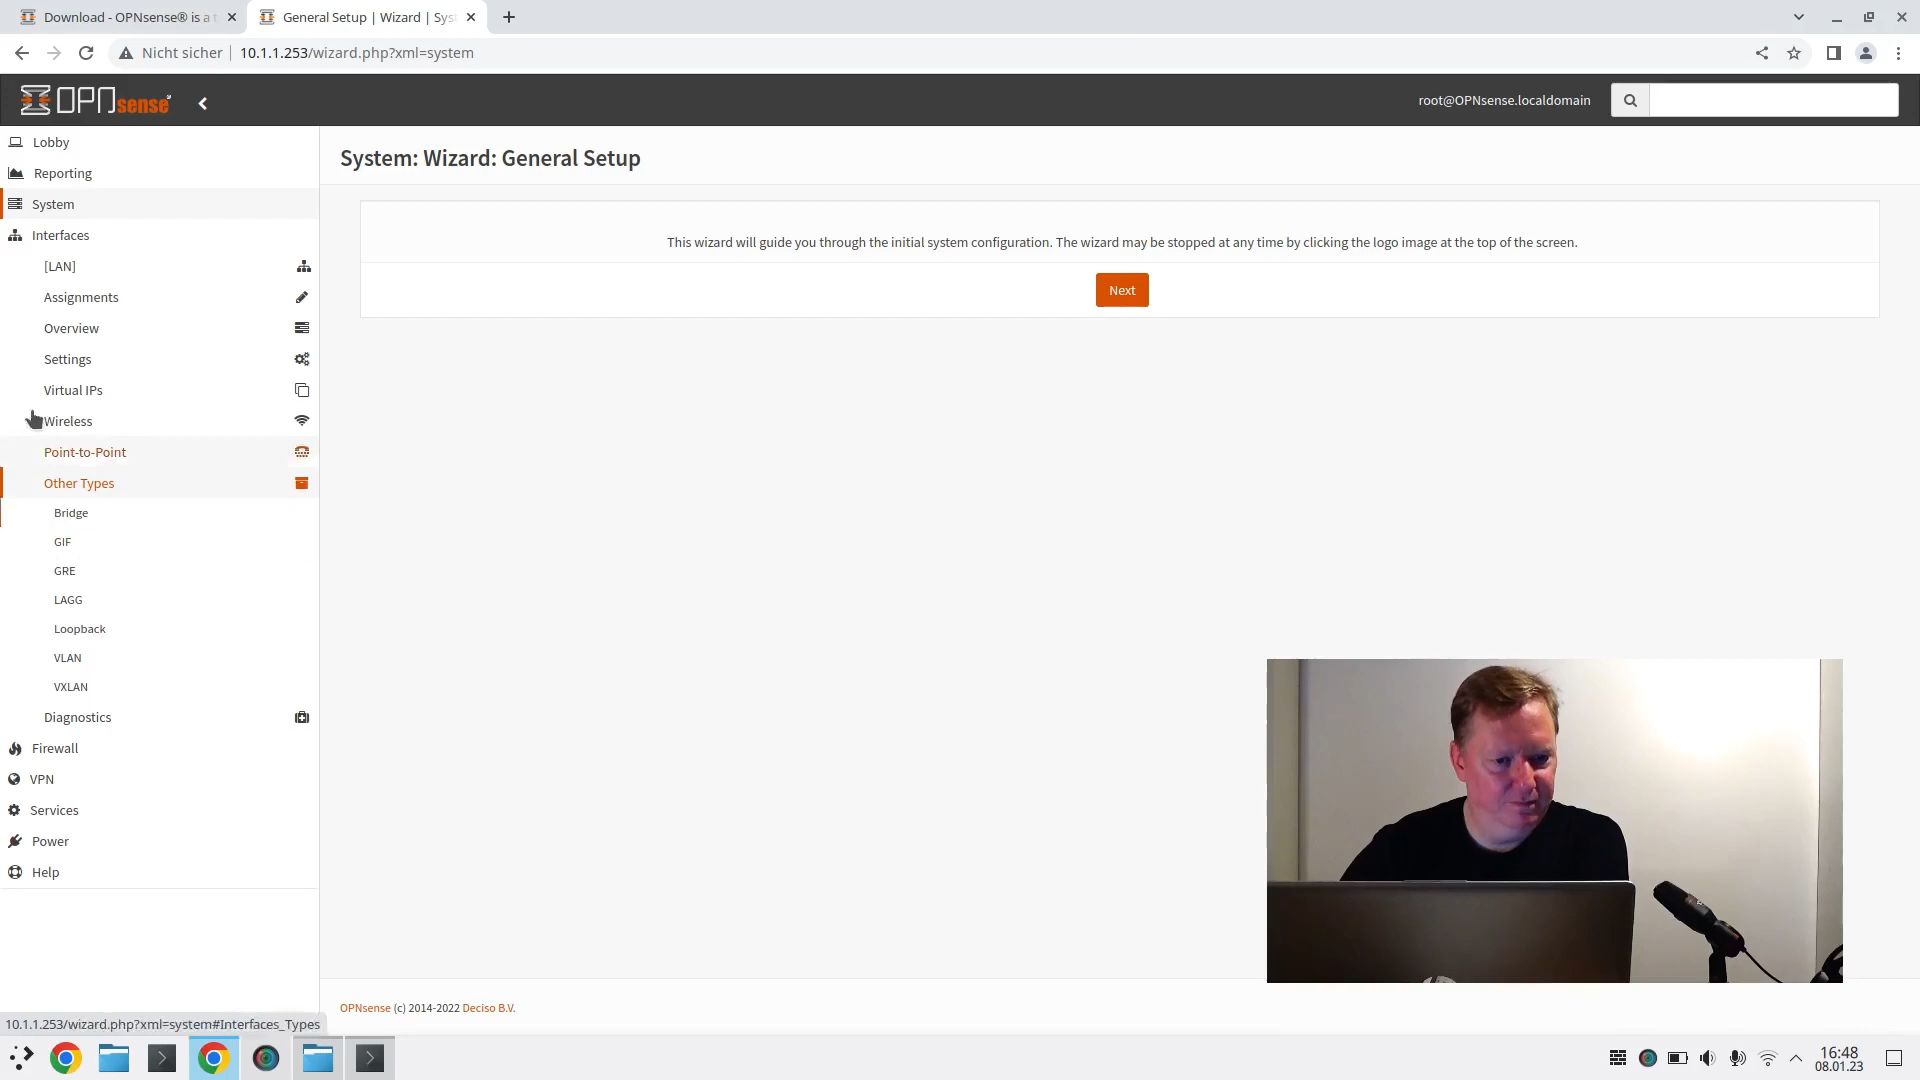 Download - OPNsense® is a t
General Setup | Wizard | Sys
Nicht sicher
10.1.1.253/wizard.php?xml=system
OPNsense
root@OPNsense.localdomain
Lobby
Reporting
System
Interfaces
[LAN]
Assignments
Overview
Settings
Virtual IPs
Wireless
Point-to-Point
Other Types
Bridge
GIF
GRE
LAGG
Loopback
VLAN
VXLAN
Diagnostics
Firewall
VPN
Services
Power
Help
System: Wizard: General Setup
This wizard will guide you through the initial system configuration. The wizard may be stopped at any time by clicking the logo image at the top of the screen.
Next
OPNsense (c) 2014-2022 Deciso B.V.
10.1.1.253/wizard.php?xml=system#Interfaces_Types
16:48
08.01.23